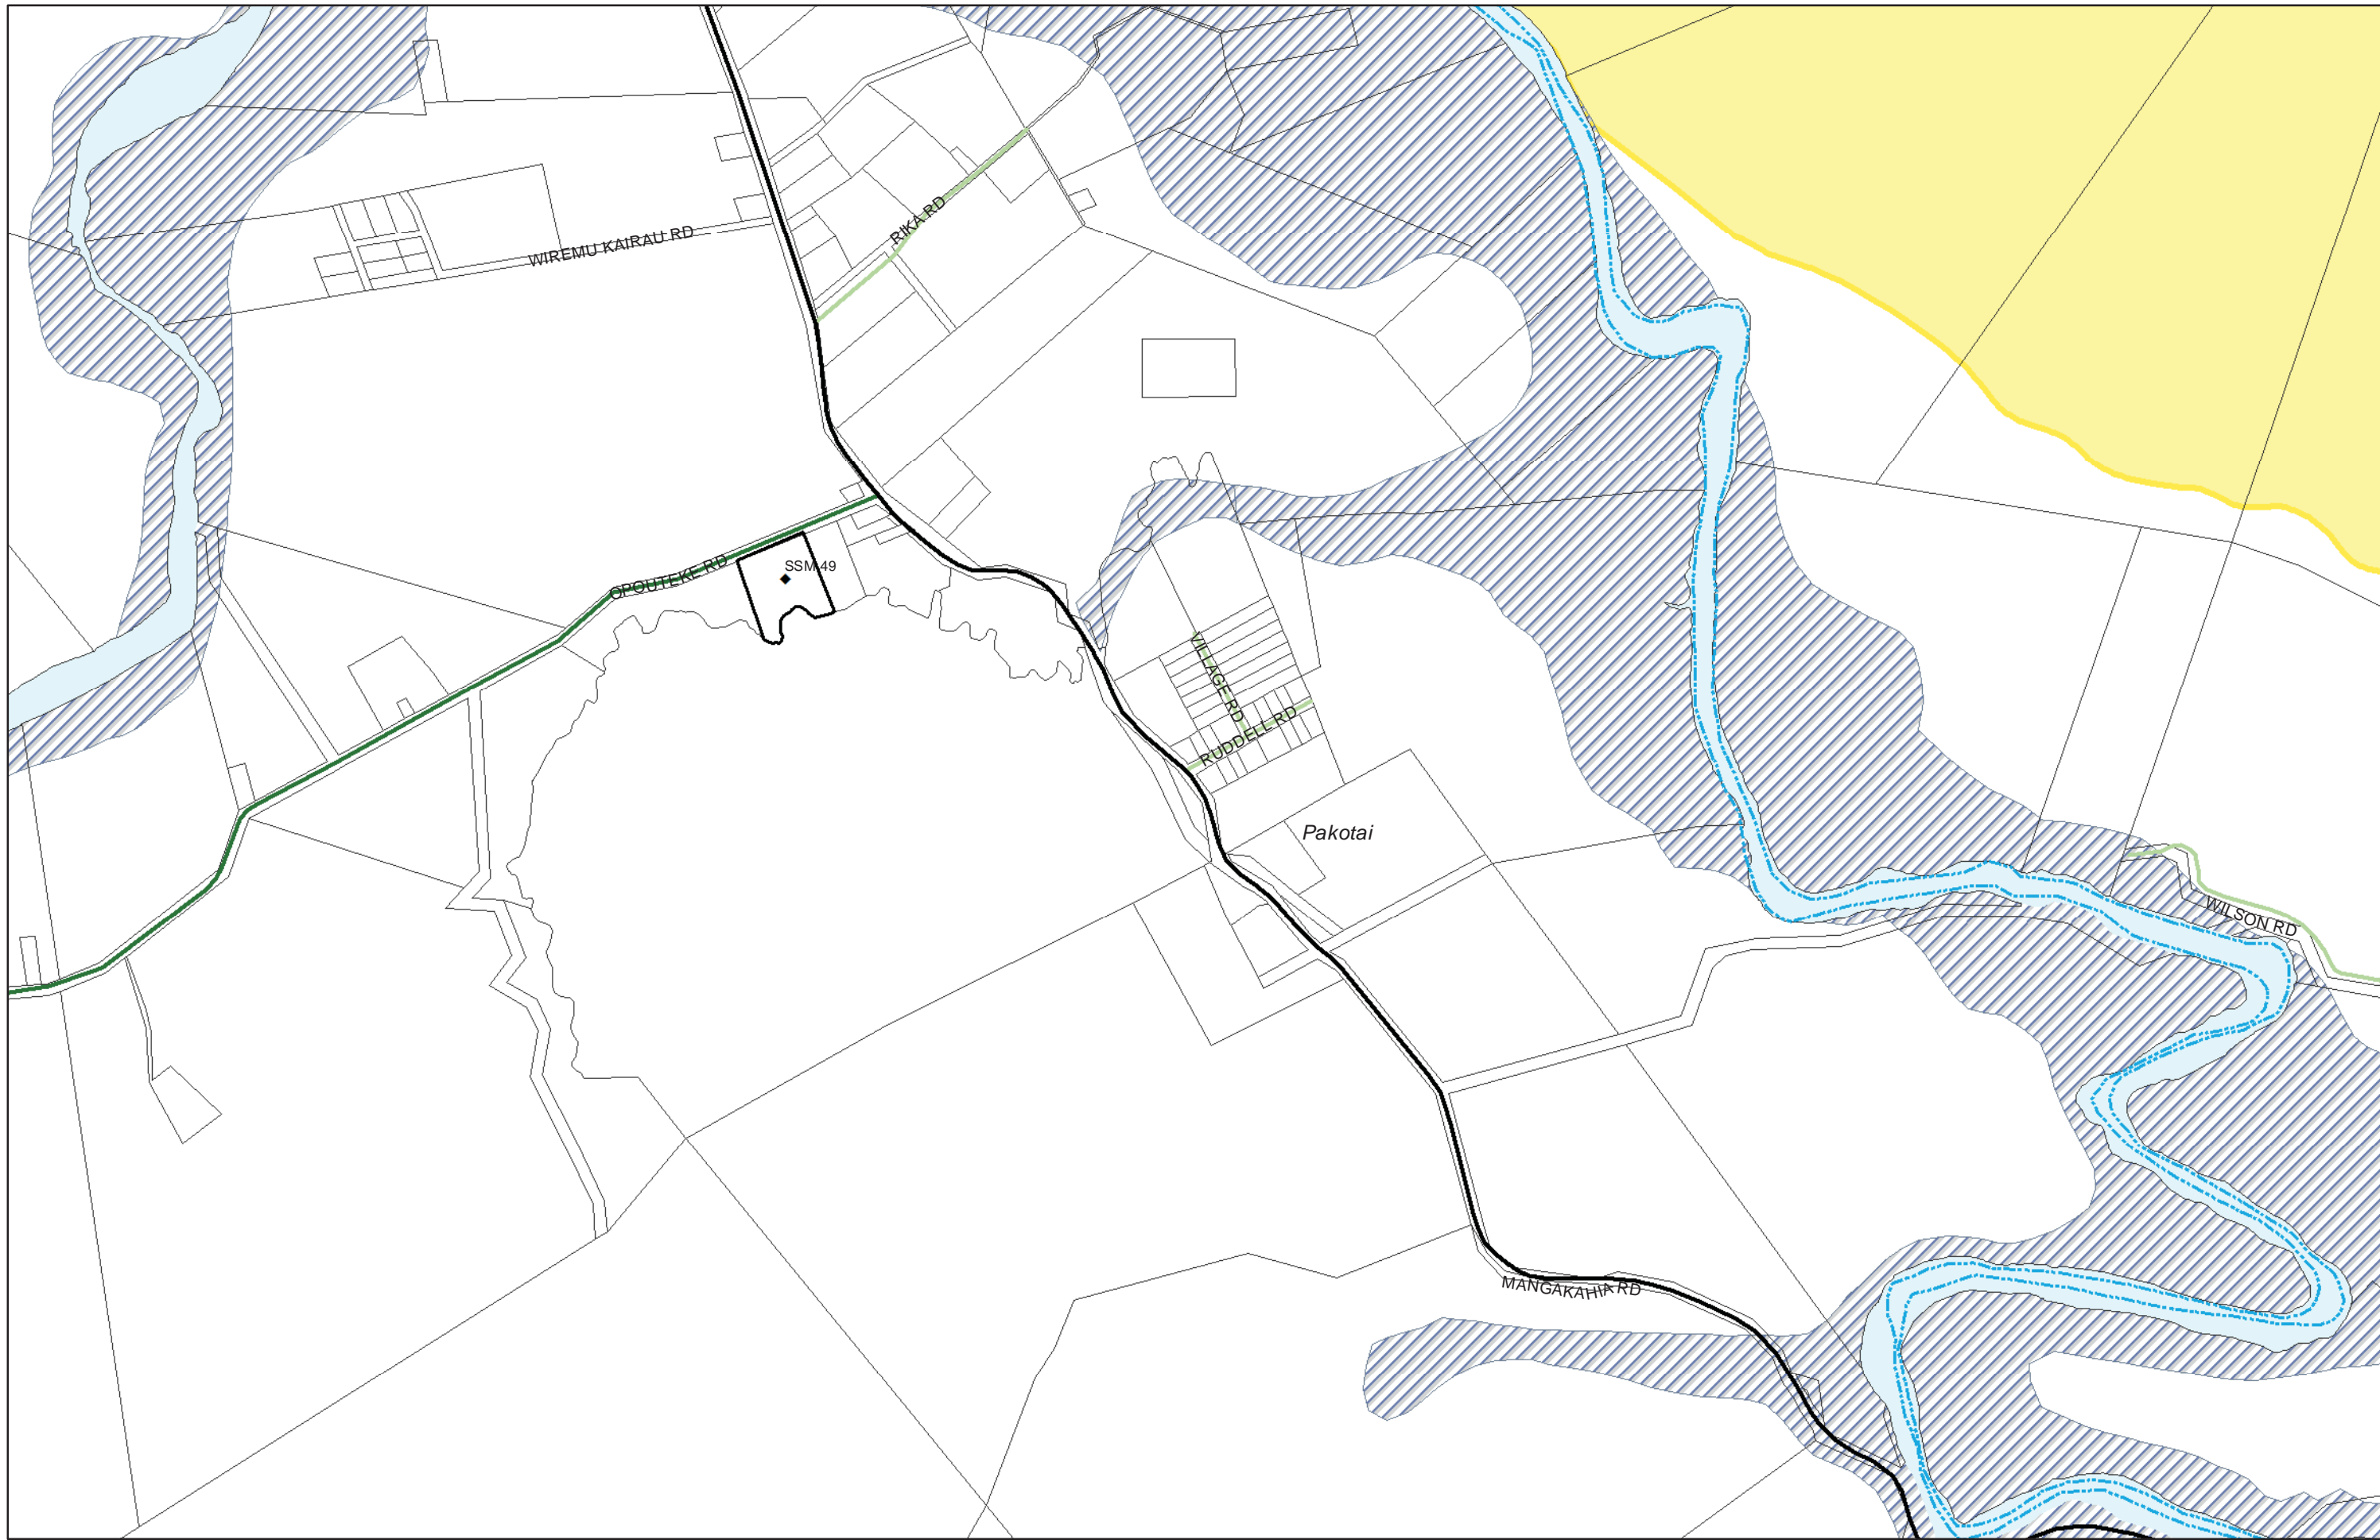 RIKA RD
WIREMU KAIRAU RD
SSM 49
OPOUTEKE RD
VILLAGE RD
RUDDELL RD
Pakotai
WILSON RD
MANGAKAHIA RD